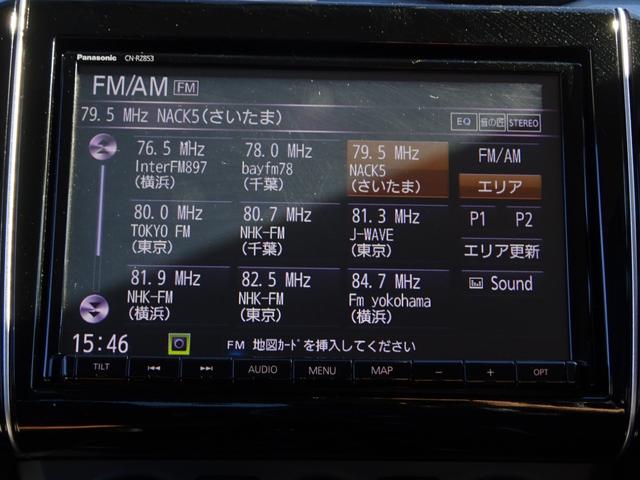 Panasonic CN-RZ853
FM/AM FM
79.5 MHz NACK5(さいたま)
EQ 音の匠 STEREO
76.5 MHz
InterFM897
(横浜)
78.0 MHz
bayfm78
(千葉)
79.5 MHz
NACK5
(さいたま)
FM/AM
エリア
80.0 MHz
TOKYO FM
(東京)
80.7 MHz
NHK-FM
(千葉)
81.3 MHz
J-WAVE
(東京)
P1 P2
エリア更新
81.9 MHz
NHK-FM
(横浜)
82.5 MHz
NHK-FM
(東京)
84.7 MHz
Fm yokohama
(横浜)
Sound
15:46
FM 地図ｶｰﾄﾞを挿入してください
TILT AUDIO MENU MAP − + OPT